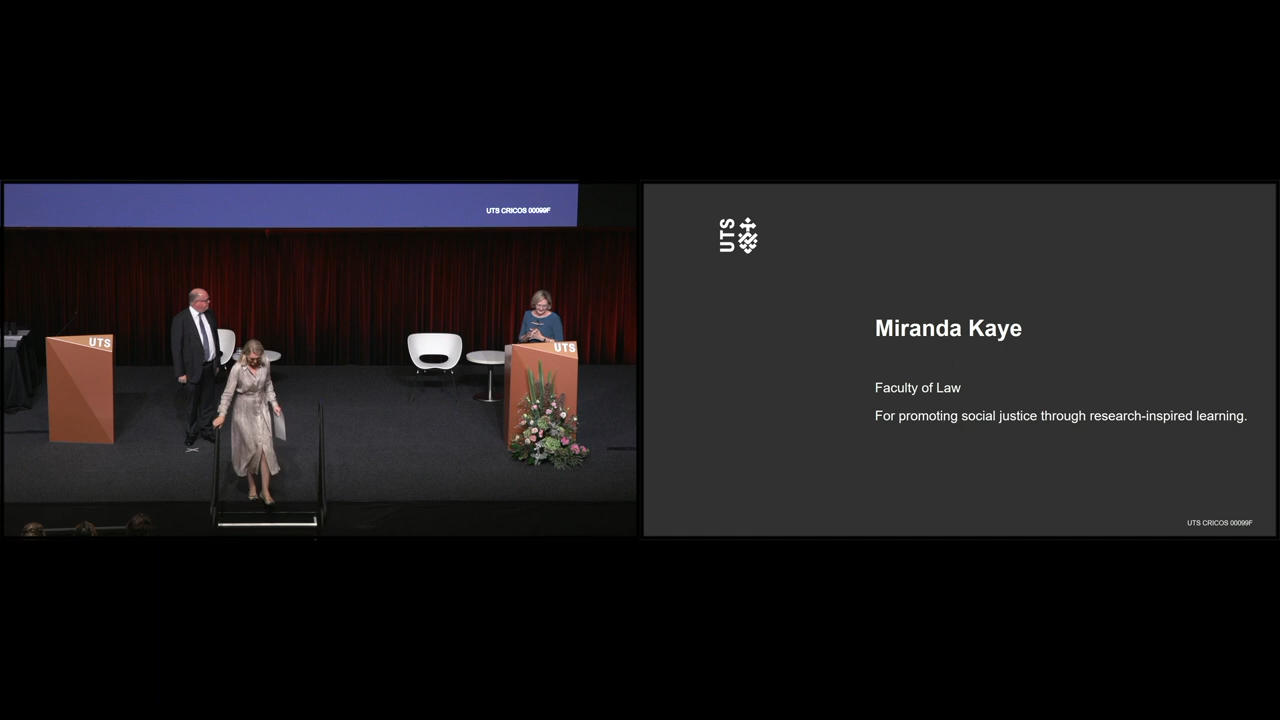 UTS CRICOS 00099F
UTS
UTS
UTS
Miranda Kaye
Faculty of Law
For promoting social justice through research-inspired learning.
UTS CRICOS 00099F